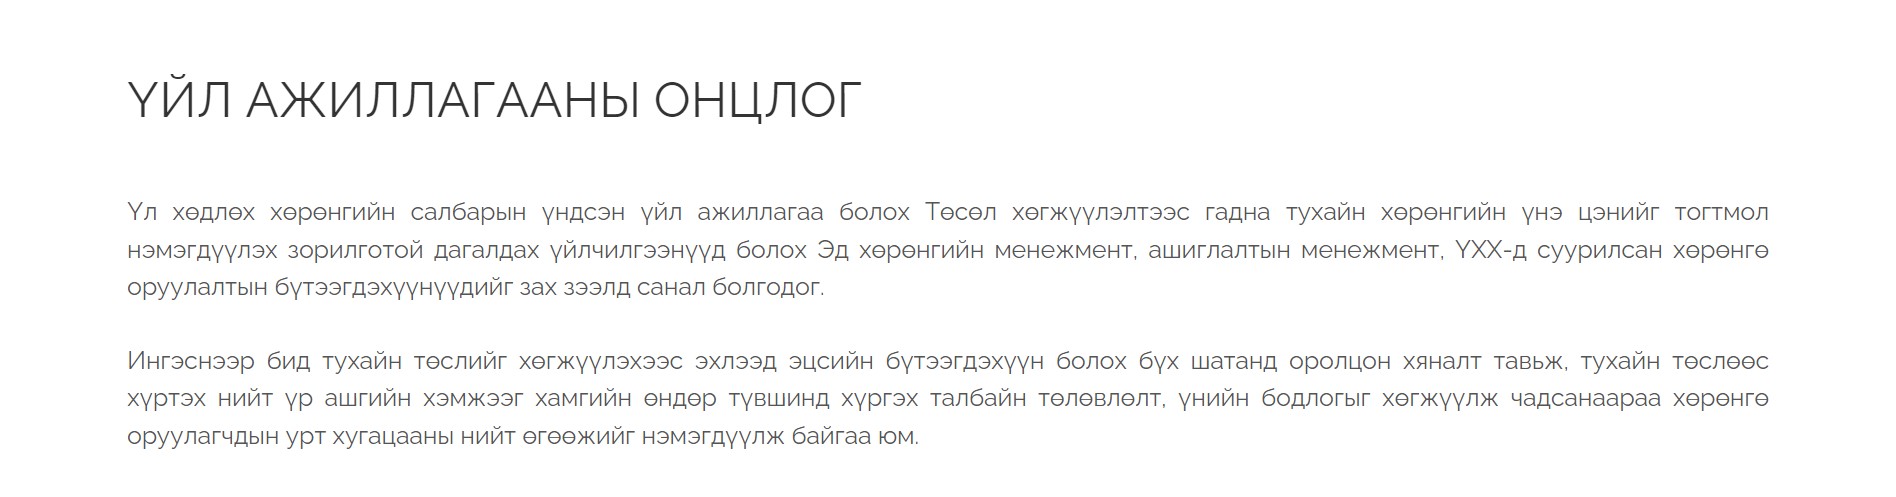 ҮЙЛ АЖИЛЛАГААНЫ ОНЦЛОГ
Үл хөдлөх хөрөнгийн салбарын үндсэн үйл ажиллагаа болох Төсөл хөгжүүлэлтээс гадна тухайн хөрөнгийн үнэ цэнийг тогтмол
нэмэгдүүлэх зорилготой дагалдах үйлчилгээнүүд болох Эд хөрөнгийн менежмент, ашиглалтын менежмент, ҮХХ-д суурилсан хөрөнгө
оруулалтын бүтээгдэхүүнүүдийг зах зээлд санал болгодог.
Ингэснээр бид тухайн төслийг хөгжүүлэхээс эхлээд эцсийн бүтээгдэхүүн болох бүх шатанд оролцон хяналт тавьж, тухайн төслөөс
хүртэх нийт үр ашгийн хэмжээг хамгийн өндөр түвшинд хүргэх талбайн төлөвлөлт, үнийн бодлогыг хөгжүүлж чадсанаараа хөрөнгө
оруулагчдын урт хугацааны нийт өгөөжийг нэмэгдүүлж байгаа юм.